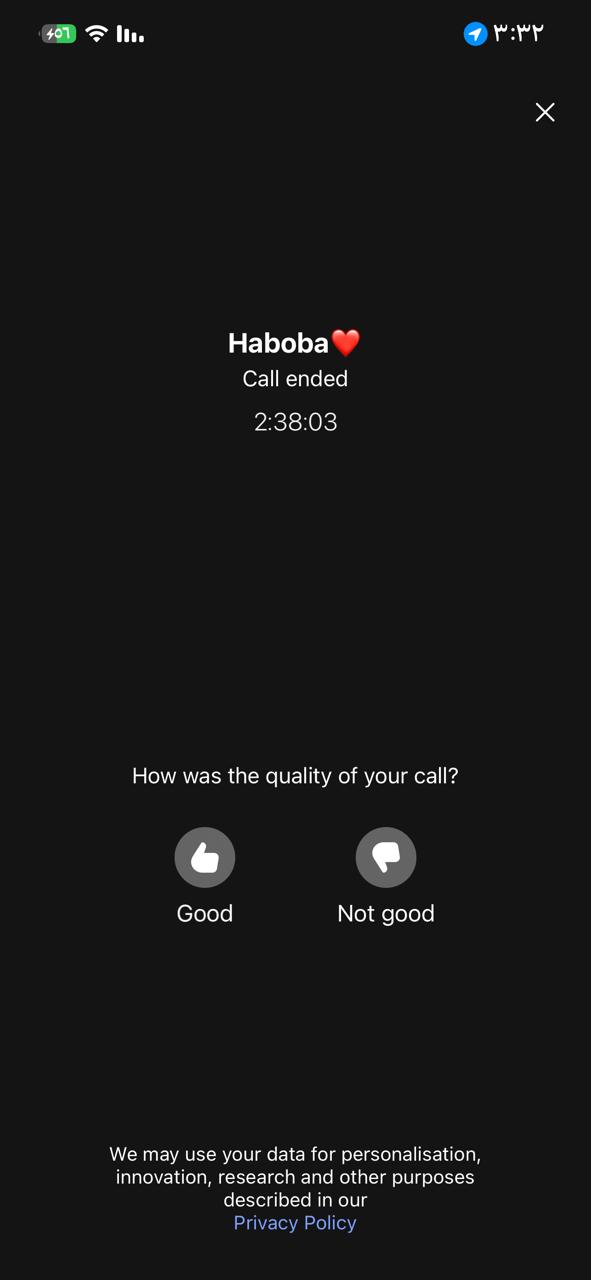 ٥٦
٣:٣٢
Haboba❤️
Call ended
2:38:03
How was the quality of your call?
Good
Not good
We may use your data for personalisation,
innovation, research and other purposes
described in our
Privacy Policy